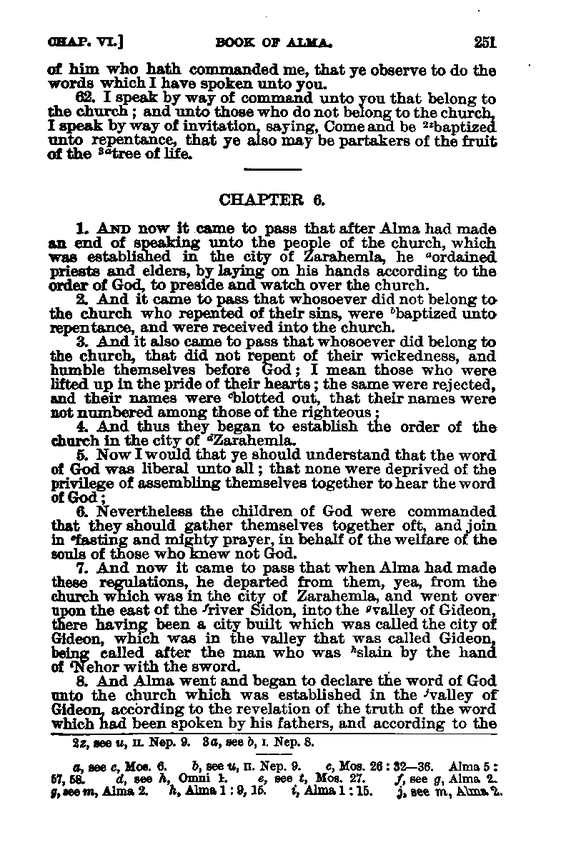 CHAP. VI.] BOOK OF ALMA. 251
of him who hath commanded me, that ye observe to do the
words which I have spoken unto you.
62. I speak by way of command unto you that belong to
the church; and unto those who do not belong to the church,
I speak by way of invitation, saying, Come and be ²ᶻbaptized
unto repentance, that ye also may be partakers of the fruit
of the ³ᵃtree of life.
CHAPTER 6.
1. AND now it came to pass that after Alma had made
an end of speaking unto the people of the church, which
was established in the city of Zarahemla, he ᵃordained
priests and elders, by laying on his hands according to the
order of God, to preside and watch over the church.
2. And it came to pass that whosoever did not belong to
the church who repented of their sins, were ᵇbaptized unto
repentance, and were received into the church.
3. And it also came to pass that whosoever did belong to
the church, that did not repent of their wickedness, and
humble themselves before God; I mean those who were
lifted up in the pride of their hearts; the same were rejected,
and their names were ᶜblotted out, that their names were
not numbered among those of the righteous;
4. And thus they began to establish the order of the
church in the city of ᵈZarahemla.
5. Now I would that ye should understand that the word
of God was liberal unto all; that none were deprived of the
privilege of assembling themselves together to hear the word
of God;
6. Nevertheless the children of God were commanded
that they should gather themselves together oft, and join
in ᵉfasting and mighty prayer, in behalf of the welfare of the
souls of those who knew not God.
7. And now it came to pass that when Alma had made
these regulations, he departed from them, yea, from the
church which was in the city of Zarahemla, and went over
upon the east of the ᶠriver Sidon, into the ᵍvalley of Gideon,
there having been a city built which was called the city of
Gideon, which was in the valley that was called Gideon,
being called after the man who was ʰslain by the hand
of ⁱNehor with the sword.
8. And Alma went and began to declare the word of God
unto the church which was established in the ʲvalley of
Gideon, according to the revelation of the truth of the word
which had been spoken by his fathers, and according to the
2z, see u, II. Nep. 9. 3a, see b, I. Nep. 8.
a, see c, Mos. 6. b, see u, II. Nep. 9. c, Mos. 26:32—36. Alma 5:
57, 58. d, see h, Omni 1. e, see t, Mos. 27. f, see g, Alma 2.
g, see m, Alma 2. h, Alma 1:9, 15. i, Alma 1:15. j, see m, Alma 2.